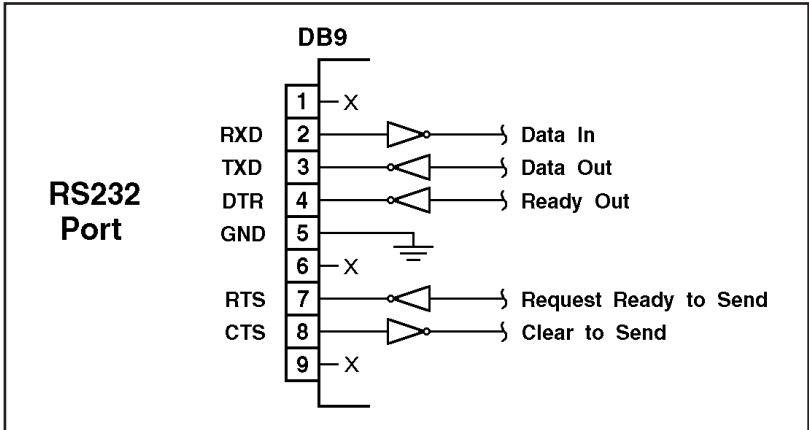 DB9
1 X
RXD 2 Data In
TXD 3 Data Out
DTR 4 Ready Out
RS232
Port
GND 5
6 X
RTS 7 Request Ready to Send
CTS 8 Clear to Send
9 X